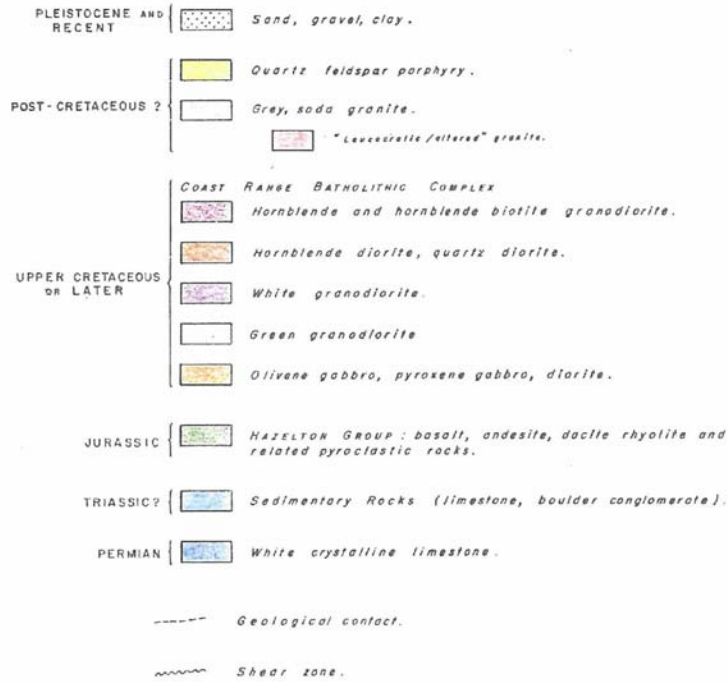 PLEISTOCENE AND RECENT
Sand, gravel, clay.
POST-CRETACEOUS ?
Quartz feldspar porphyry.
Grey, soda granite.
"Leucocratic/altered" granite.
UPPER CRETACEOUS OR LATER
COAST RANGE BATHOLITHIC COMPLEX
Hornblende and hornblende biotite granodiorite.
Hornblende diorite, quartz diorite.
White granodiorite.
Green granodiorite
Olivene gabbro, pyroxene gabbro, diorite.
JURASSIC
HAZELTON GROUP : basalt, andesite, dacite rhyolite and
related pyroclastic rocks.
TRIASSIC?
Sedimentary Rocks (limestone, boulder conglomerate).
PERMIAN
White crystalline limestone.
Geological contact.
Shear zone.